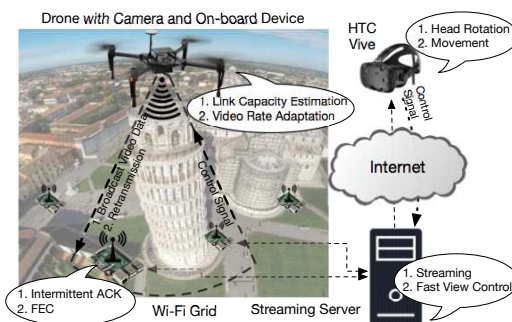 Drone with Camera and On-board Device
HTC
Vive
1. Head Rotation
2. Movement
1. Link Capacity Estimation
2. Video Rate Adaptation
Control
Signal
1. Broadcast Video Data
2. Retransmission
Control Signal
Internet
1. Intermittent ACK
2. FEC
Wi-Fi Grid
Streaming Server
1. Streaming
2. Fast View Control